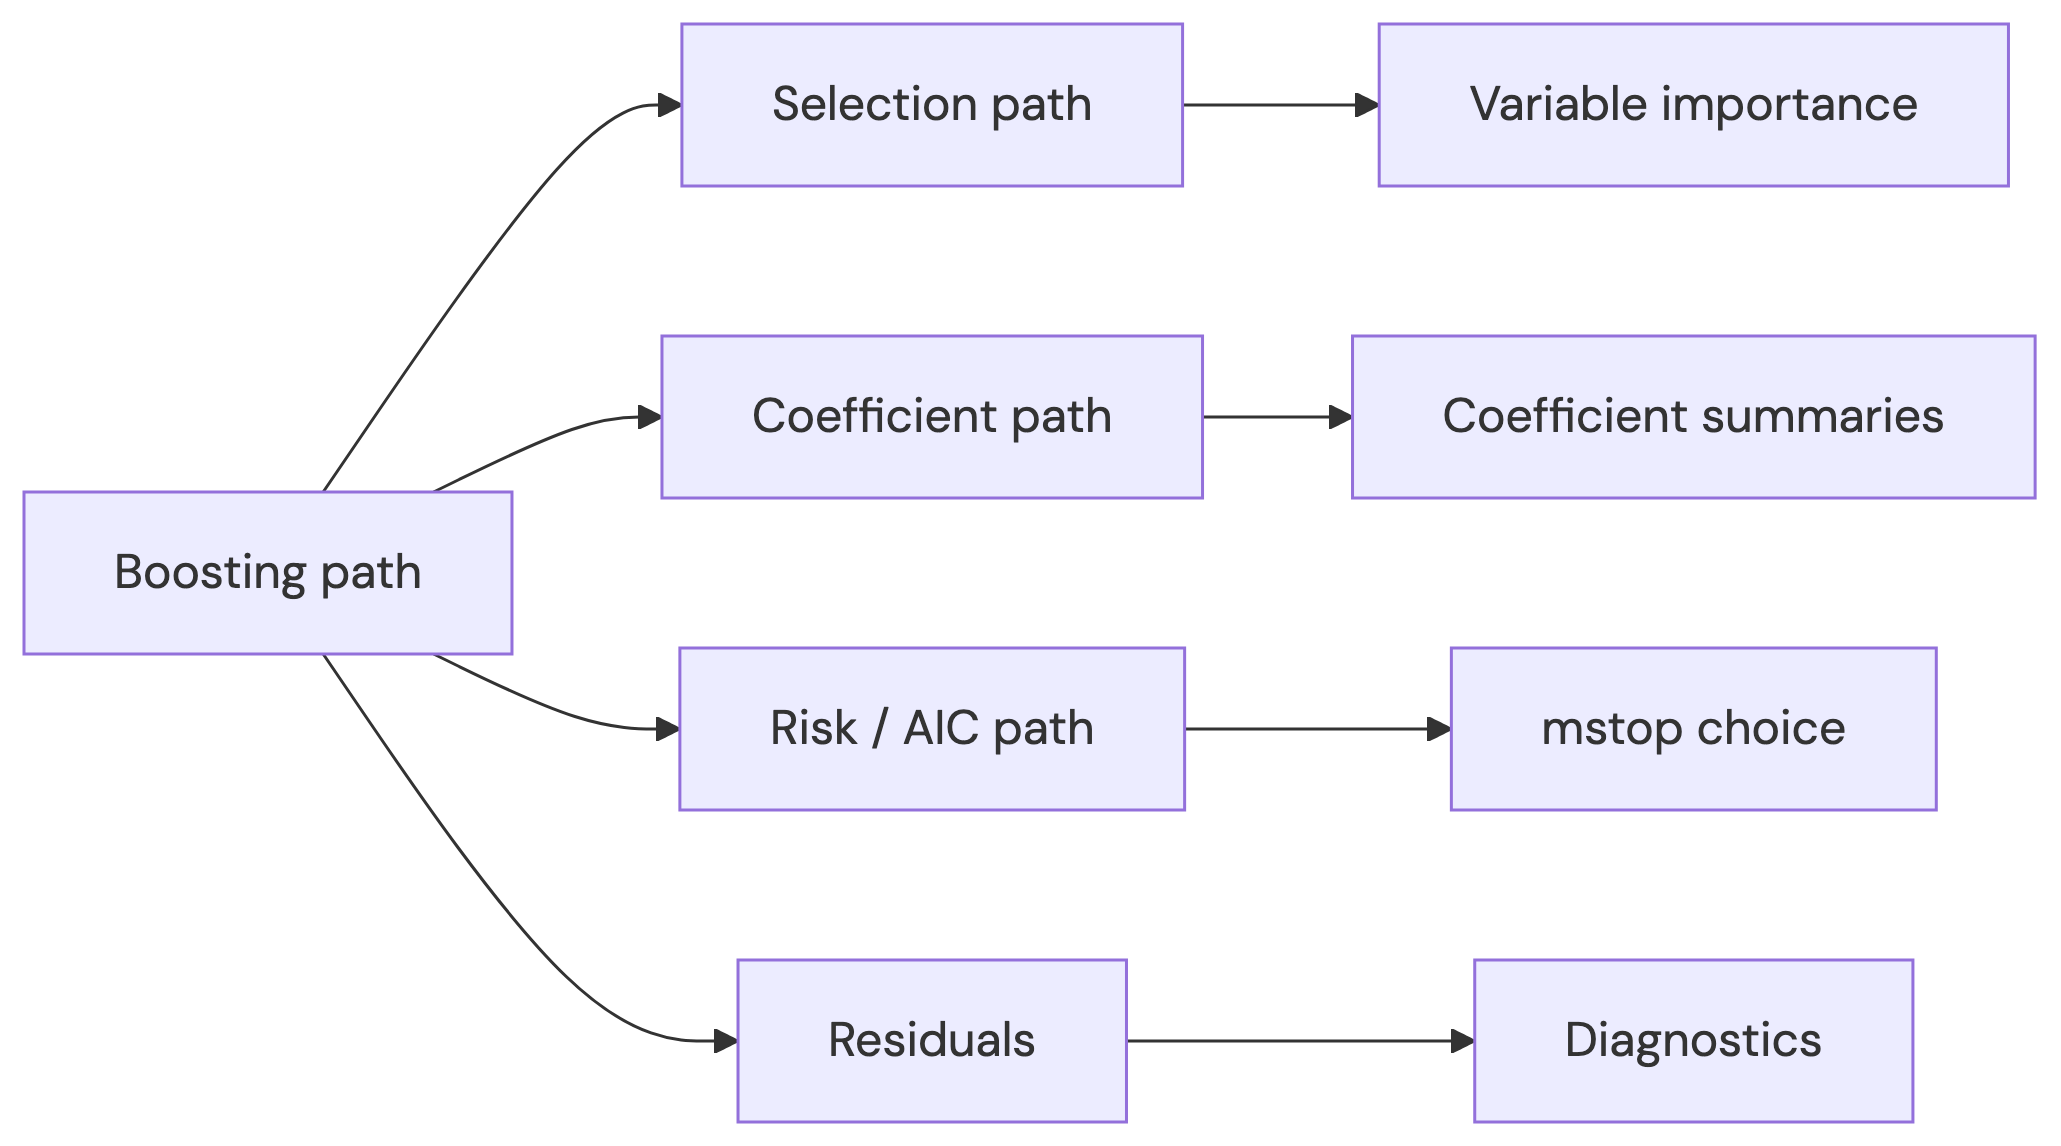 Selection path
Variable importance
Coefficient path
Coefficient summaries
Boosting path
Risk / AIC path
mstop choice
Residuals
Diagnostics